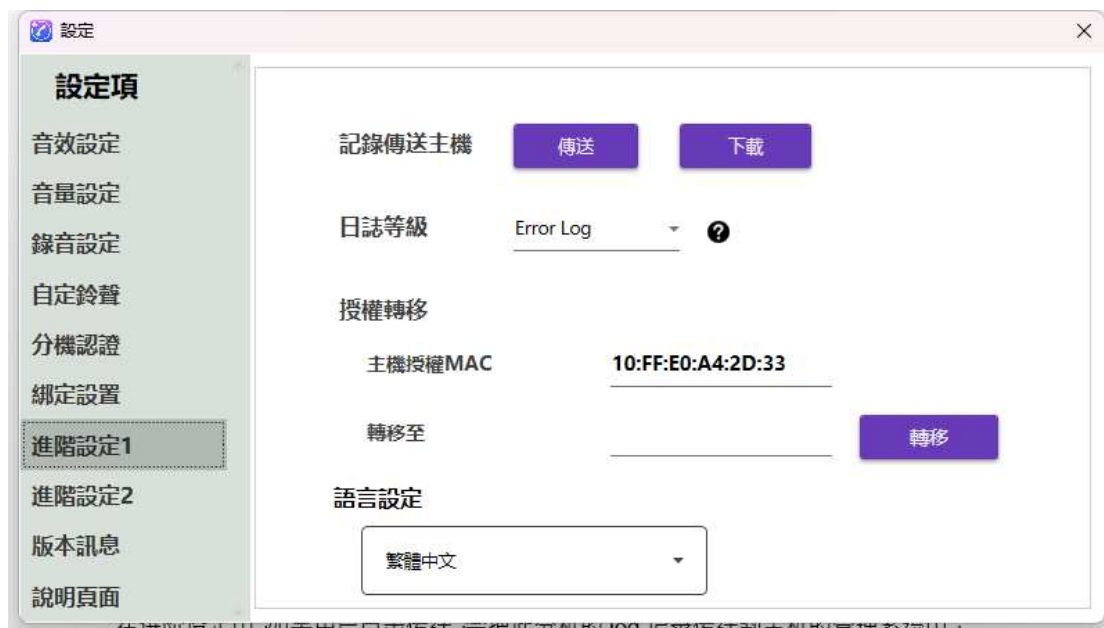 設定
設定項
音效設定
音量設定
錄音設定
自定鈴聲
分機認證
綁定設置
進階設定1
進階設定2
版本訊息
說明頁面
記錄傳送主機 傳送 下載
日誌等級 Error Log
授權轉移
主機授權MAC 10:FF:E0:A4:2D:33
轉移至 轉移
語言設定
繁體中文